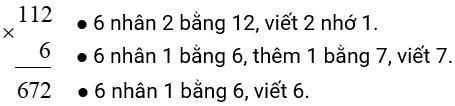 112 ● 6 nhân 2 bằng 12, viết 2 nhớ 1.
×
6 ● 6 nhân 1 bằng 6, thêm 1 bằng 7, viết 7.
672 ● 6 nhân 1 bằng 6, viết 6.